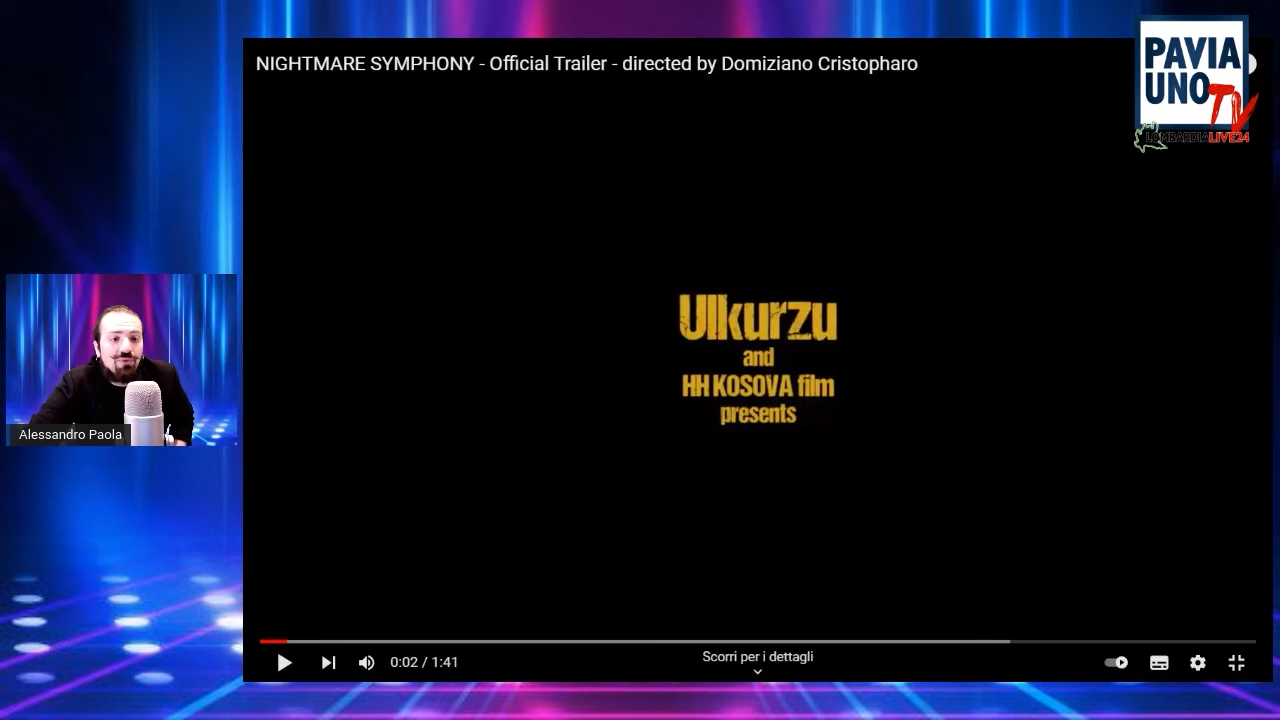 NIGHTMARE SYMPHONY - Official Trailer - directed by Domiziano Cristopharo
PAVIA
UNO TV
LOMBARDIALIVE24
Ulkurzu
and
HH KOSOVA film
presents
Alessandro Paola
0:02 / 1:41
Scorri per i dettagli